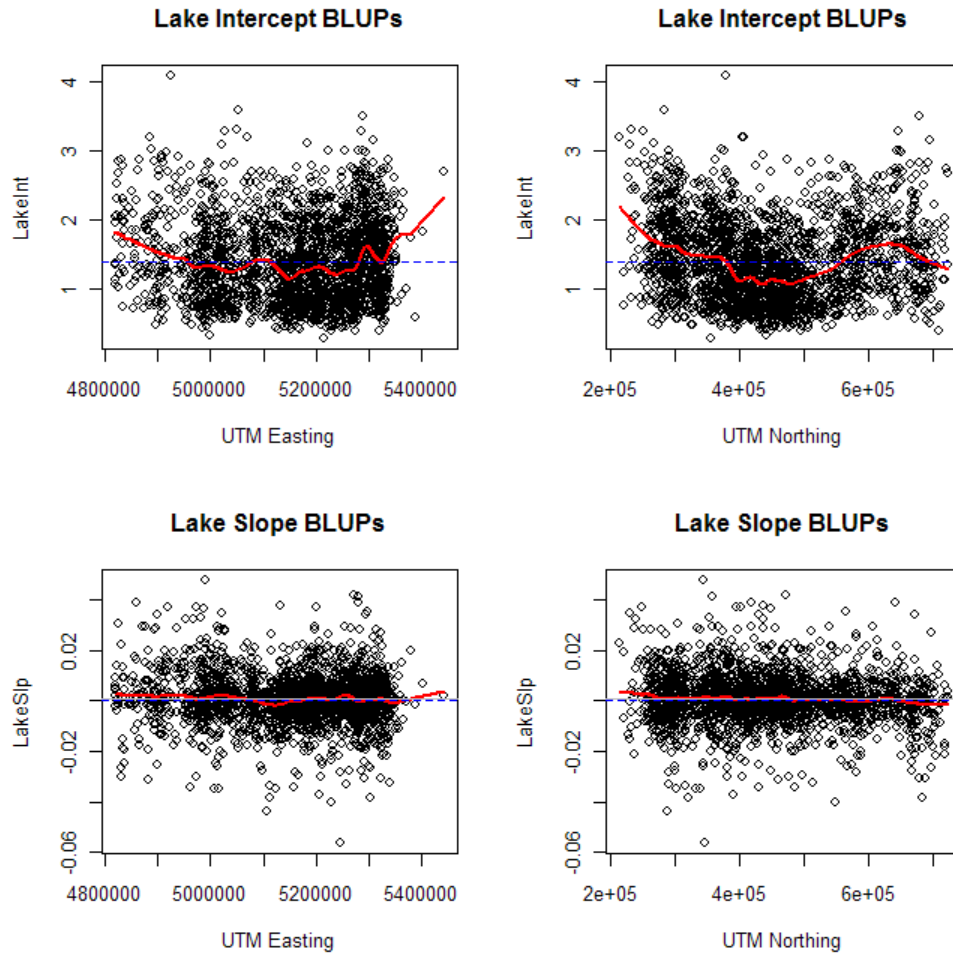 Lake Intercept BLUPs
LakeInt
4
3
2
1
4800000 5000000 5200000 5400000
UTM Easting
Lake Intercept BLUPs
LakeInt
4
3
2
1
2e+05 4e+05 6e+05
UTM Northing
Lake Slope BLUPs
LakeSlp
0.02
-0.02
-0.06
4800000 5000000 5200000 5400000
UTM Easting
Lake Slope BLUPs
LakeSlp
0.02
-0.02
-0.06
2e+05 4e+05 6e+05
UTM Northing